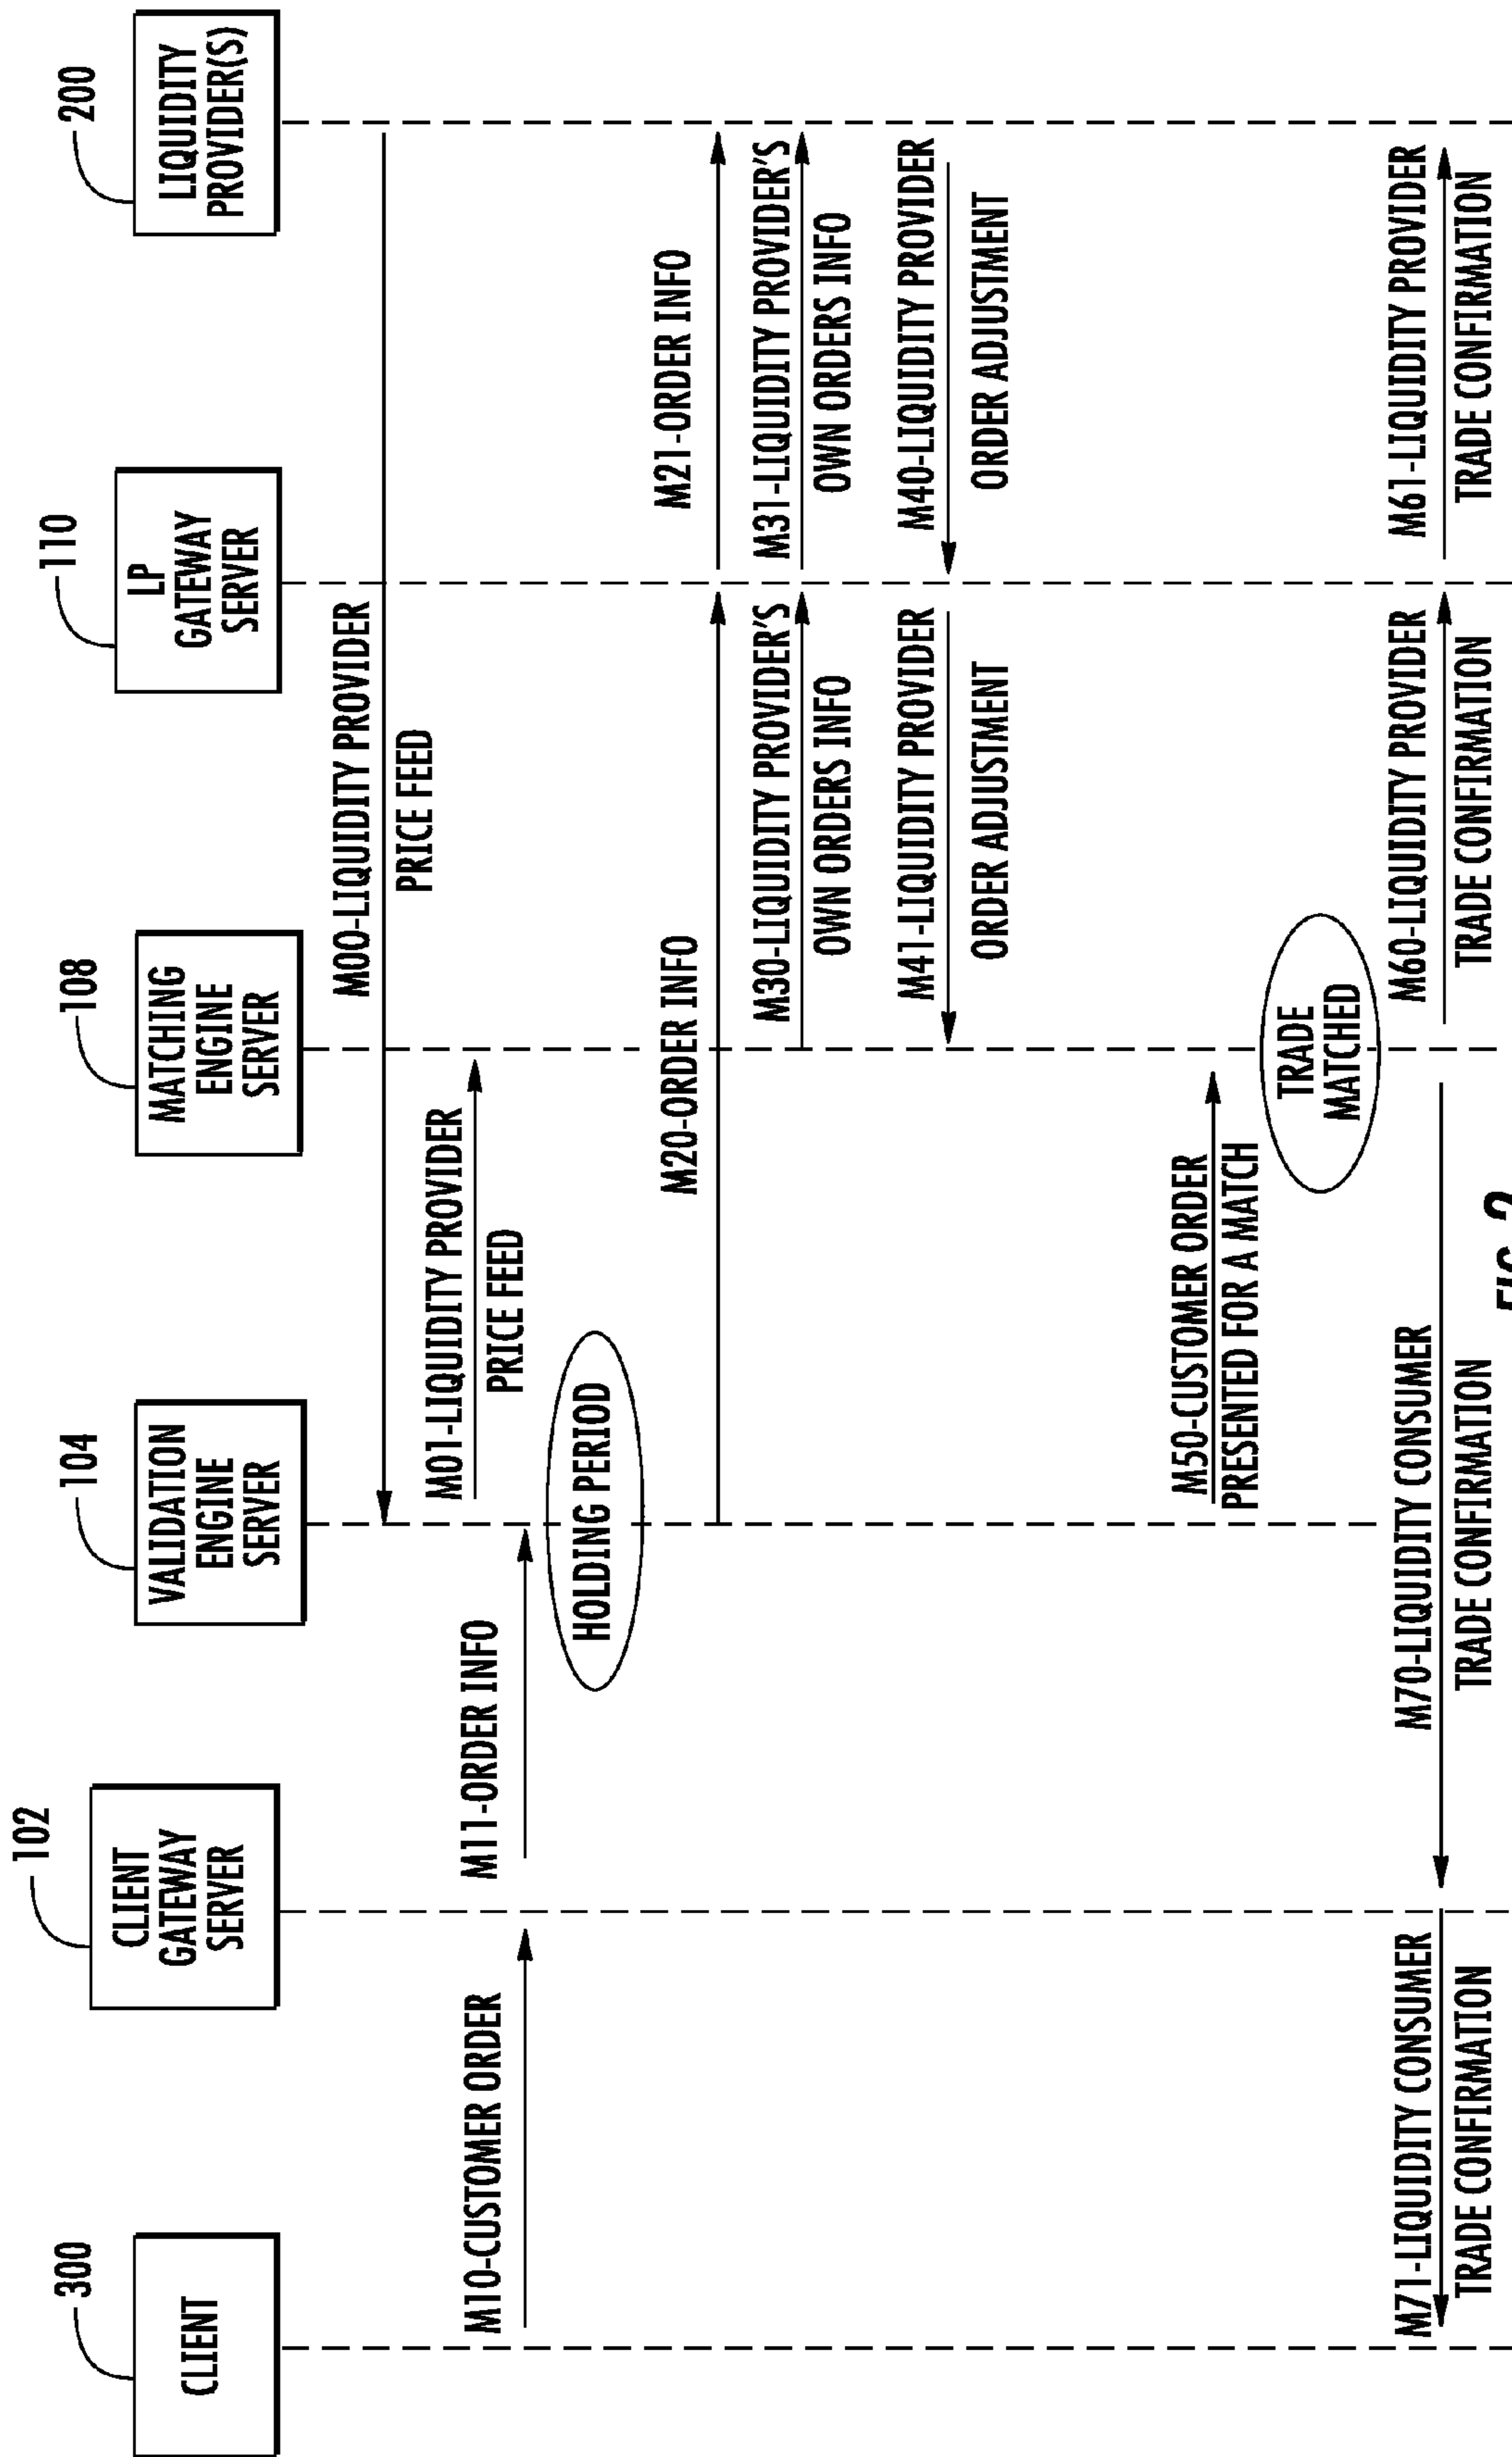 300
CLIENT
102
CLIENT
GATEWAY
SERVER
104
VALIDATION
ENGINE
SERVER
108
MATCHING
ENGINE
SERVER
110
LP
GATEWAY
SERVER
200
LIQUIDITY
PROVIDER(S)
M00-LIQUIDITY PROVIDER
PRICE FEED
M01-LIQUIDITY PROVIDER
PRICE FEED
M10-CUSTOMER ORDER
M11-ORDER INFO
HOLDING PERIOD
M20-ORDER INFO
M21-ORDER INFO
M30-LIQUIDITY PROVIDER'S
OWN ORDERS INFO
M31-LIQUIDITY PROVIDER'S
OWN ORDERS INFO
M41-LIQUIDITY PROVIDER
ORDER ADJUSTMENT
M40-LIQUIDITY PROVIDER
ORDER ADJUSTMENT
M50-CUSTOMER ORDER
PRESENTED FOR A MATCH
TRADE
MATCHED
M71-LIQUIDITY CONSUMER
TRADE CONFIRMATION
M70-LIQUIDITY CONSUMER
TRADE CONFIRMATION
M60-LIQUIDITY PROVIDER
TRADE CONFIRMATION
M61-LIQUIDITY PROVIDER
TRADE CONFIRMATION
FIG. 2